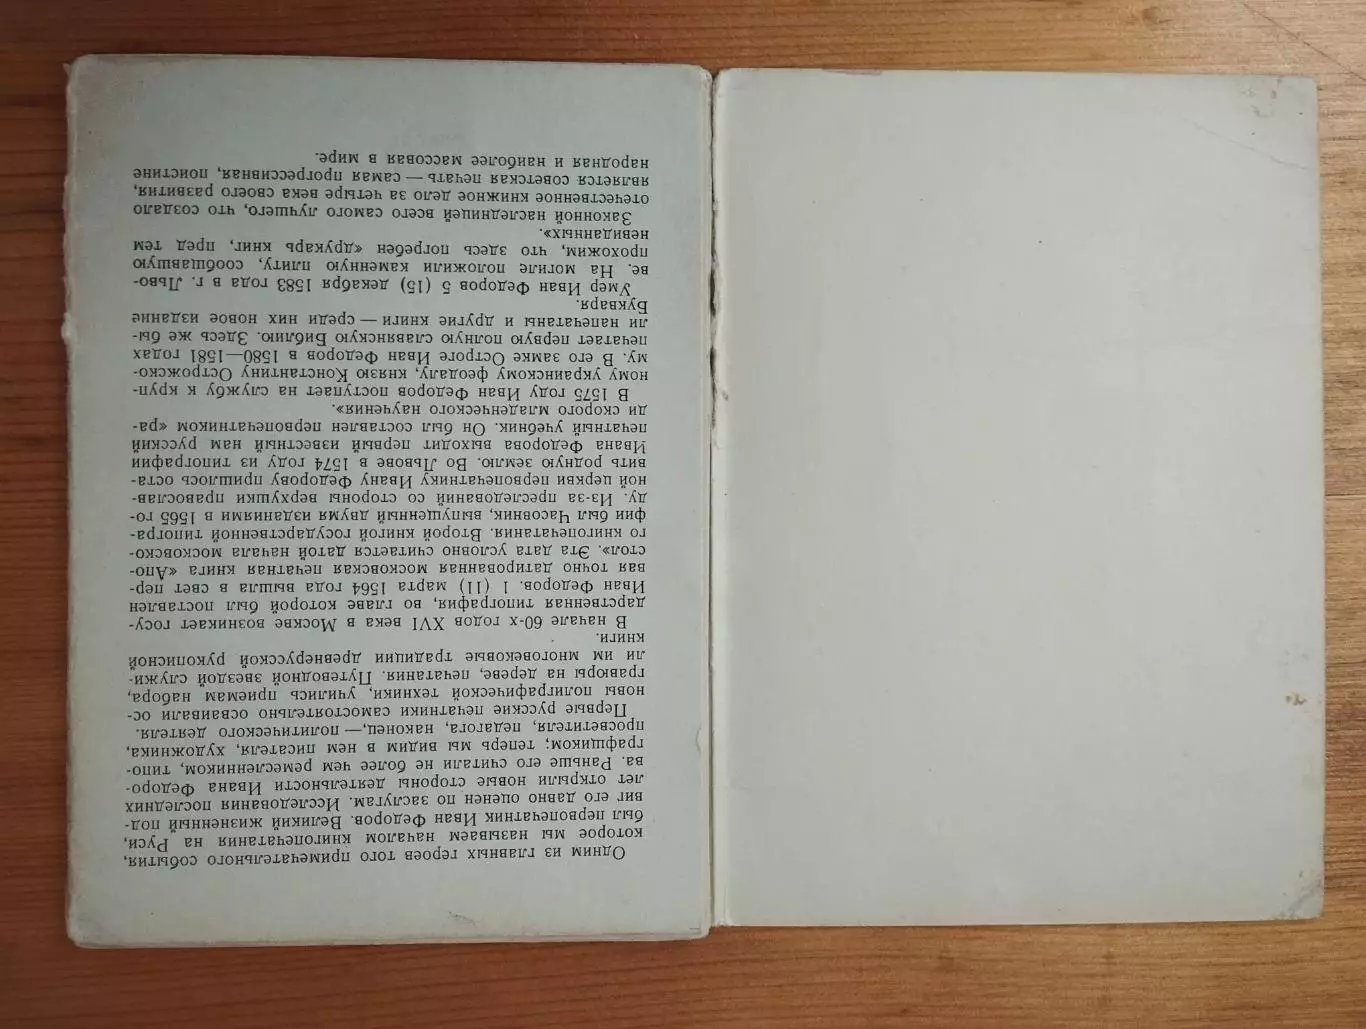 Одним из главных героев того примечательного события,
которое мы называем началом книгопечатания на Руси,
был первопечатник Иван Федоров. Великий жизненный под-
виг его давно оценен по заслугам. Исследования последних
лет открыли новые стороны деятельности Ивана Федоро-
ва. Раньше его считали не более чем ремесленником, типо-
графщиком; теперь мы видим в нем писателя, художника,
просветителя, педагога, наконец,— политического деятеля.
Первые русские печатники самостоятельно осваивали ос-
новы полиграфической техники, учились приемам набора,
гравюры на дереве, печатания. Путеводной звездой служи-
ли им многовековые традиции древнерусской рукописной
книги.
В начале 60-х годов XVI века в Москве возникает госу-
дарственная типография, во главе которой был поставлен
Иван Федоров. 1 (11) марта 1564 года вышла в свет пер-
вая точно датированная московская печатная книга «Апо-
стол». Эта дата условно считается датой начала московско-
го книгопечатания. Второй книгой государственной типогра-
фии был Часовник, выпущенный двумя изданиями в 1565 го-
ду. Из-за преследований со стороны верхушки православ-
ной церкви первопечатнику Ивану Федорову пришлось оста-
вить родную землю. Во Львове в 1574 году из типографии
Ивана Федорова выходит первый известный нам русский
печатный учебник. Он был составлен первопечатником «ра-
ди скорого младенческого научения».
В 1575 году Иван Федоров поступает на службу к круп-
ному украинскому феодалу, князю Константину Острожско-
му. В его замке Остроге Иван Федоров в 1580—1581 годах
печатает первую полную славянскую Библию. Здесь же бы-
ли напечатаны и другие книги — среди них новое издание
Букваря.
Умер Иван Федоров 5 (15) декабря 1583 года в г. Льво-
ве. На могиле положили каменную плиту, сообщавшую
прохожим, что здесь погребен «друкарь книг, пред тем
невиданных».
Законной наследницей всего самого лучшего, что создало
отечественное книжное дело за четыре века своего развития,
является советская печать — самая прогрессивная, поистине
народная и наиболее массовая в мире.